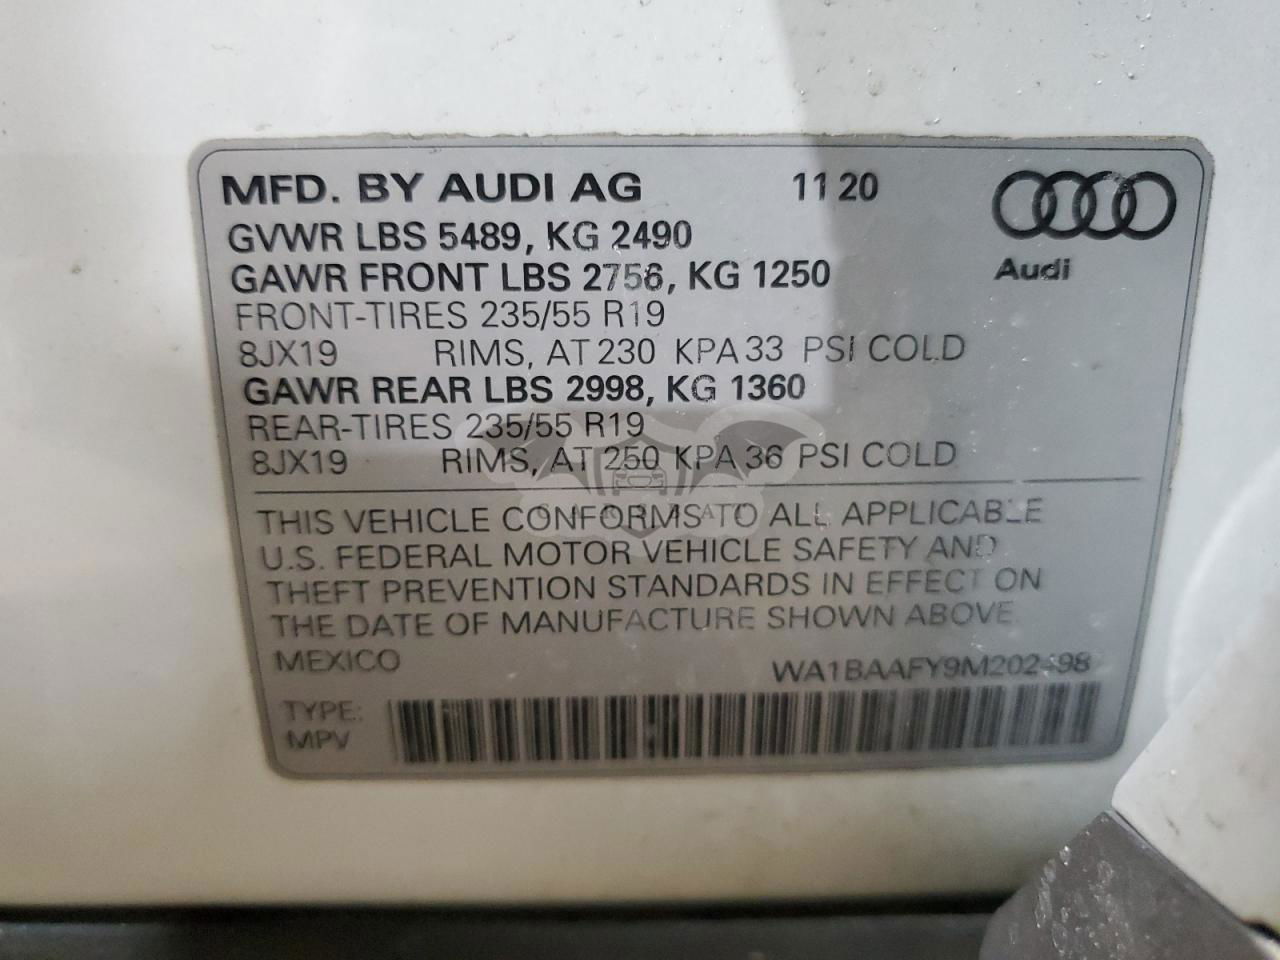 MFD. BY AUDI AG 11 20
GVWR LBS 5489, KG 2490
GAWR FRONT LBS 2756, KG 1250
Audi
FRONT-TIRES 235/55 R19
8JX19 RIMS, AT 230 KPA 33 PSI COLD
GAWR REAR LBS 2998, KG 1360
REAR-TIRES 235/55 R19
8JX19 RIMS, AT 250 KPA 36 PSI COLD
THIS VEHICLE CONFORMS TO ALL APPLICABLE
U.S. FEDERAL MOTOR VEHICLE SAFETY AND
THEFT PREVENTION STANDARDS IN EFFECT ON
THE DATE OF MANUFACTURE SHOWN ABOVE
MEXICO WA1BAAFY9M202498
TYPE:
MPV